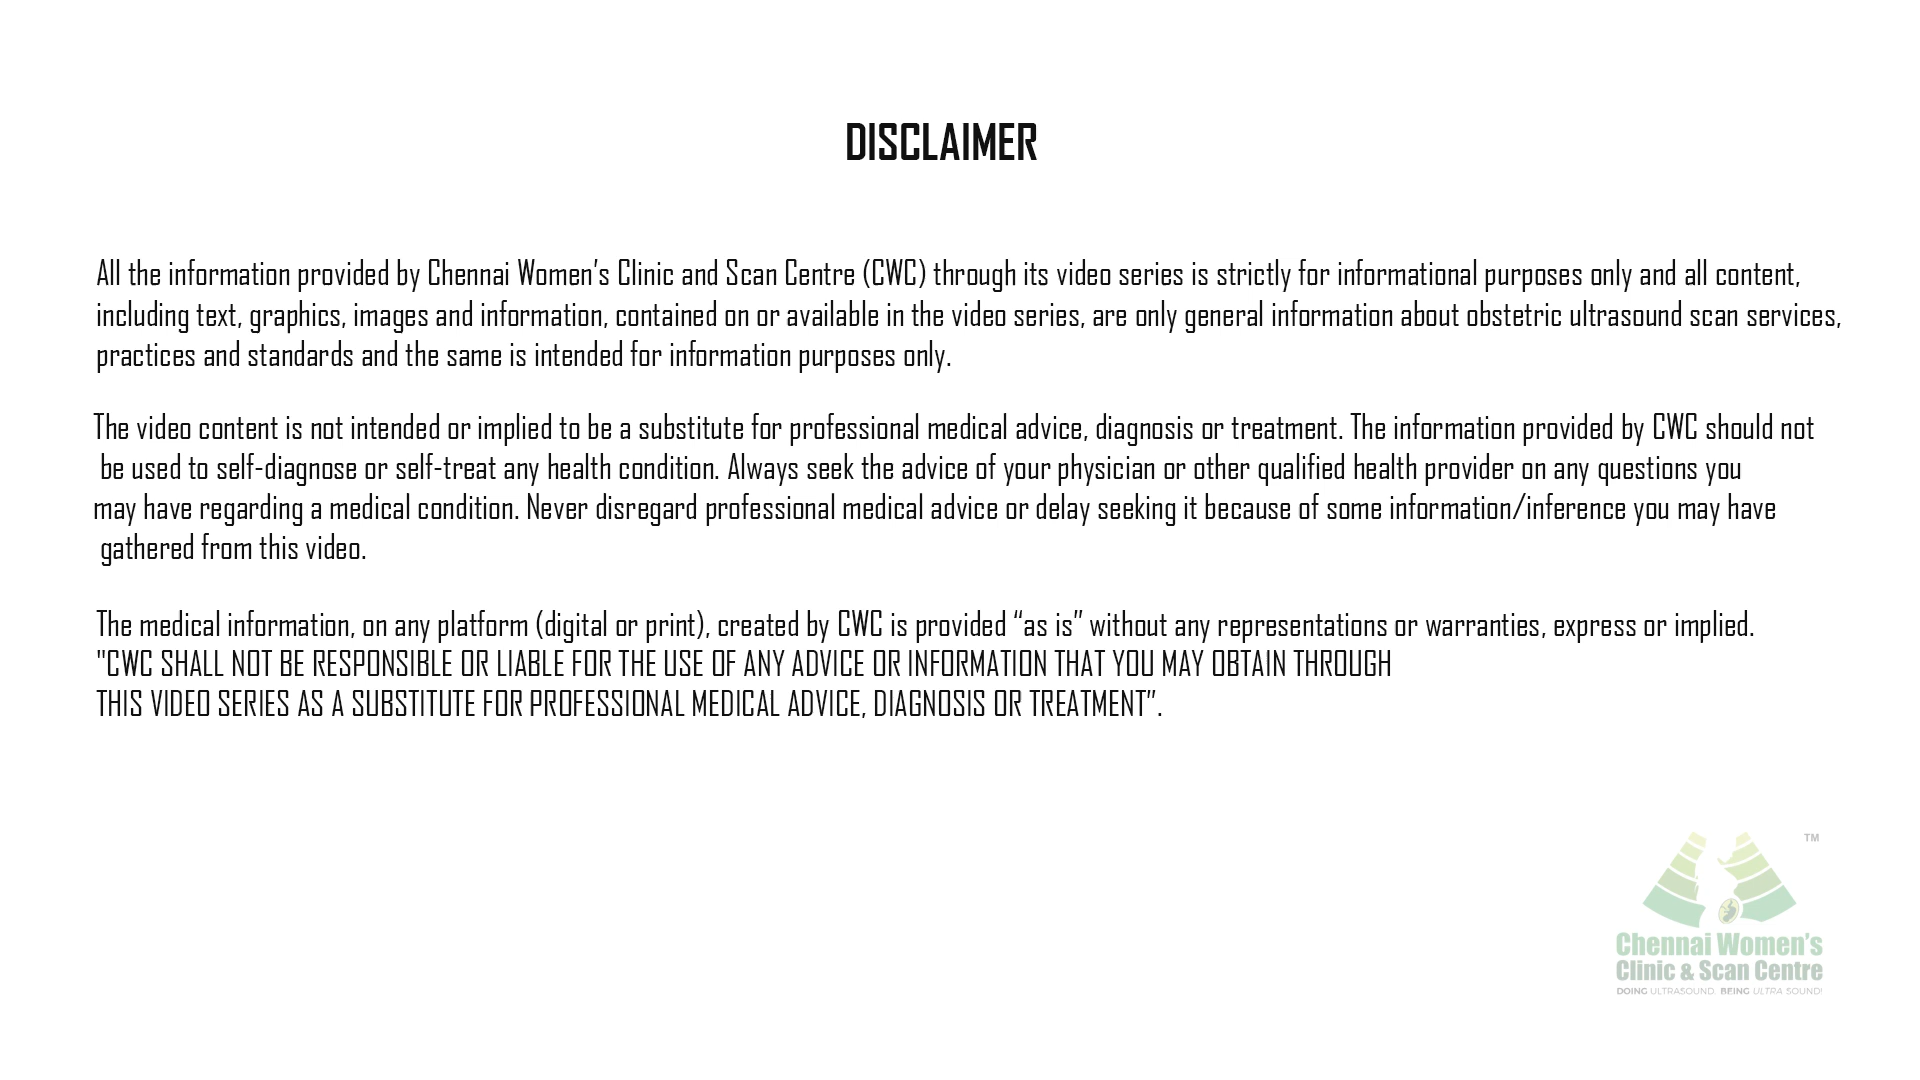 DISCLAIMER
All the information provided by Chennai Women’s Clinic and Scan Centre (CWC) through its video series is strictly for informational purposes only and all content,
including text, graphics, images and information, contained on or available in the video series, are only general information about obstetric ultrasound scan services,
practices and standards and the same is intended for information purposes only.
The video content is not intended or implied to be a substitute for professional medical advice, diagnosis or treatment. The information provided by CWC should not
be used to self-diagnose or self-treat any health condition. Always seek the advice of your physician or other qualified health provider on any questions you
may have regarding a medical condition. Never disregard professional medical advice or delay seeking it because of some information/inference you may have
gathered from this video.
The medical information, on any platform (digital or print), created by CWC is provided “as is” without any representations or warranties, express or implied.
"CWC SHALL NOT BE RESPONSIBLE OR LIABLE FOR THE USE OF ANY ADVICE OR INFORMATION THAT YOU MAY OBTAIN THROUGH
THIS VIDEO SERIES AS A SUBSTITUTE FOR PROFESSIONAL MEDICAL ADVICE, DIAGNOSIS OR TREATMENT”.
TM
Chennai Women's
Clinic & Scan Centre
DOING ULTRASOUND. BEING ULTRA SOUND!